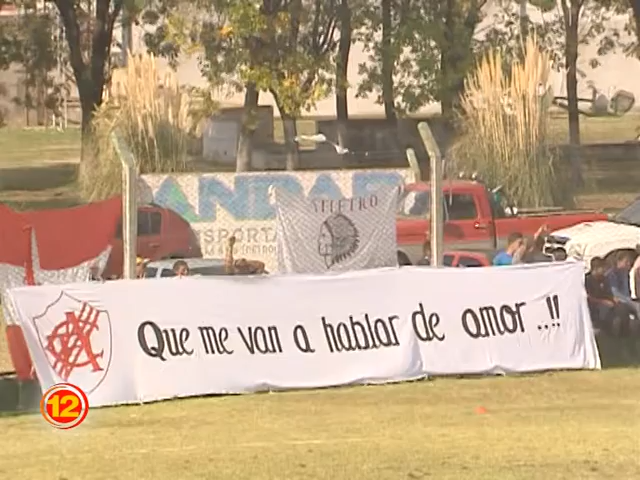 ANDAR
SPORTA
ATLETICO
Que me van a hablar de amor ..!!
12